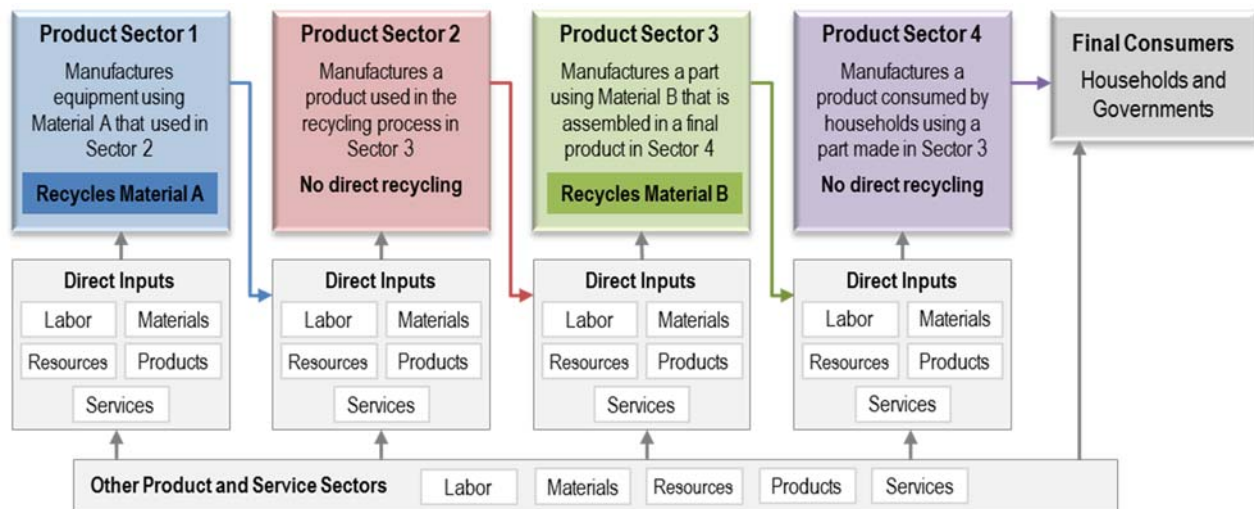 Product Sector 1
Manufactures
equipment using
Material A that used in
Sector 2
Recycles Material A
Product Sector 2
Manufactures a
product used in the
recycling process in
Sector 3
No direct recycling
Product Sector 3
Manufactures a part
using Material B that is
assembled in a final
product in Sector 4
Recycles Material B
Product Sector 4
Manufactures a
product consumed by
households using a
part made in Sector 3
No direct recycling
Final Consumers
Households and
Governments
Direct Inputs
Labor Materials
Resources Products
Services
Direct Inputs
Labor Materials
Resources Products
Services
Direct Inputs
Labor Materials
Resources Products
Services
Direct Inputs
Labor Materials
Resources Products
Services
Other Product and Service Sectors Labor Materials Resources Products Services